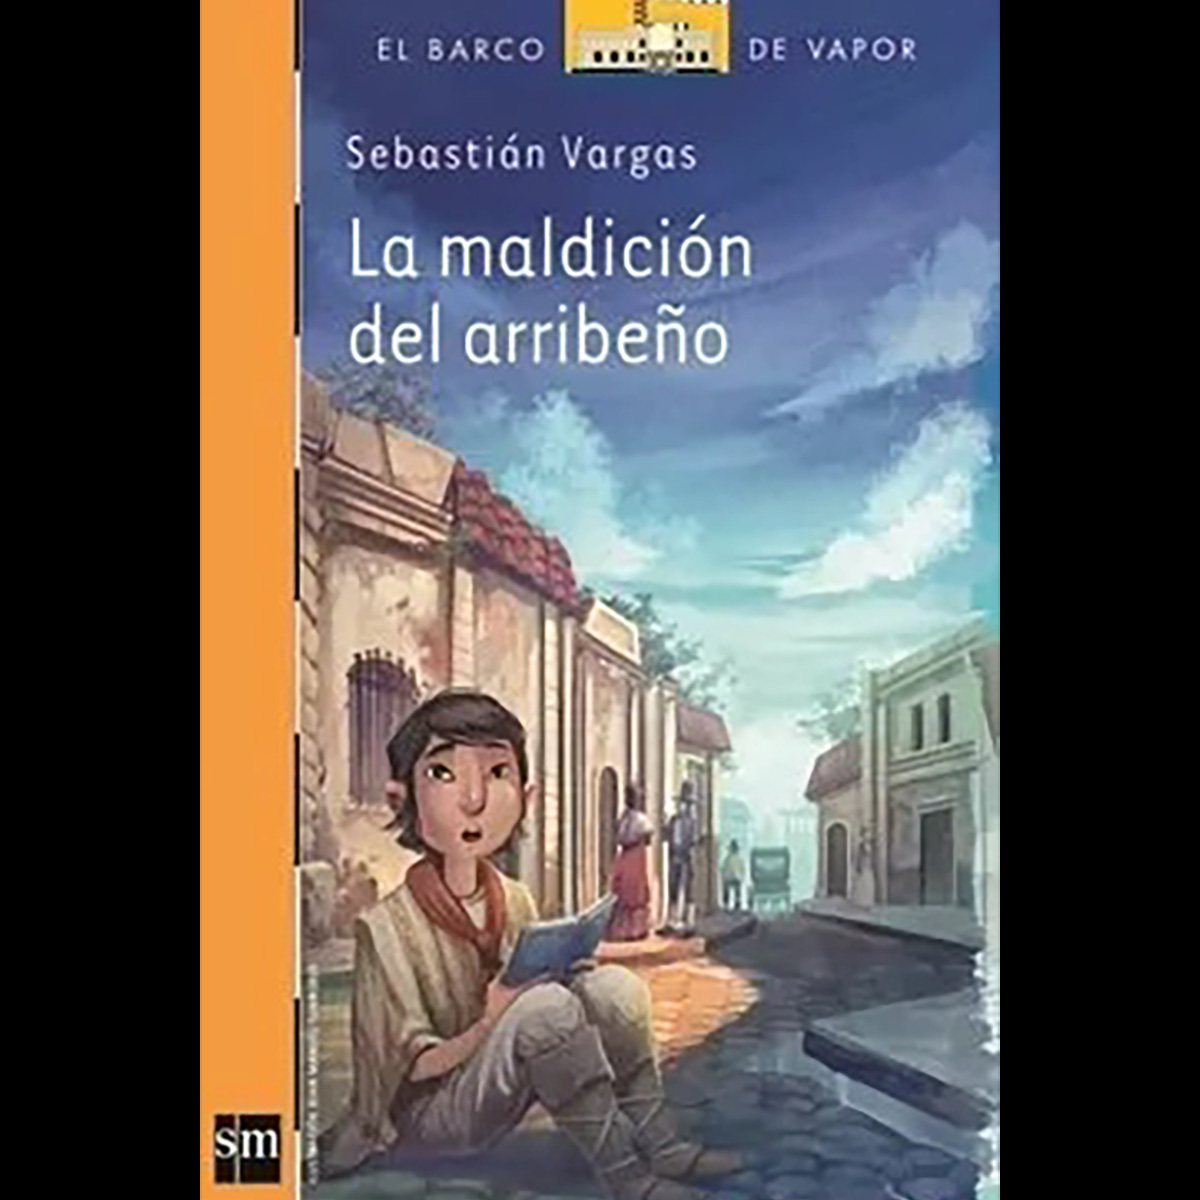 EL BARCO DE VAPOR
Sebastián Vargas
La maldición
del arribeño
sm